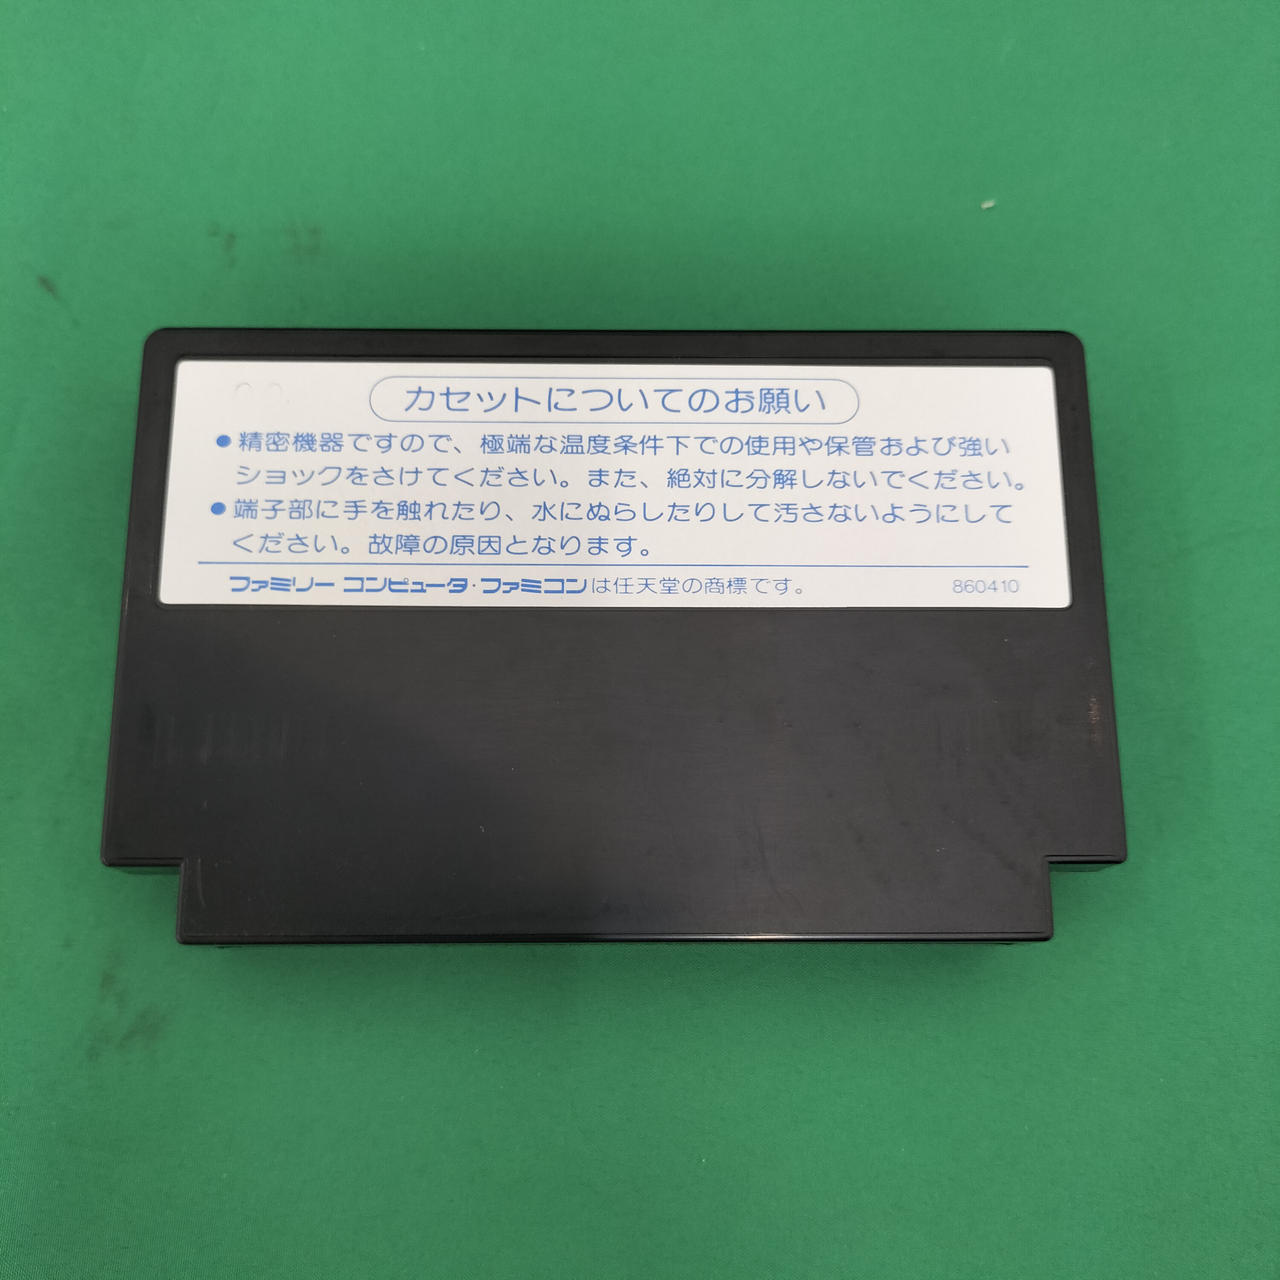 カセットについてのお願い
●精密機器ですので、極端な温度条件下での使用や保管および強い
ショックをさけてください。また、絶対に分解しないでください。
●端子部に手を触れたり、水にぬらしたりして汚さないようにして
ください。故障の原因となります。
ファミリー コンピュータ・ファミコンは任天堂の商標です。 860410